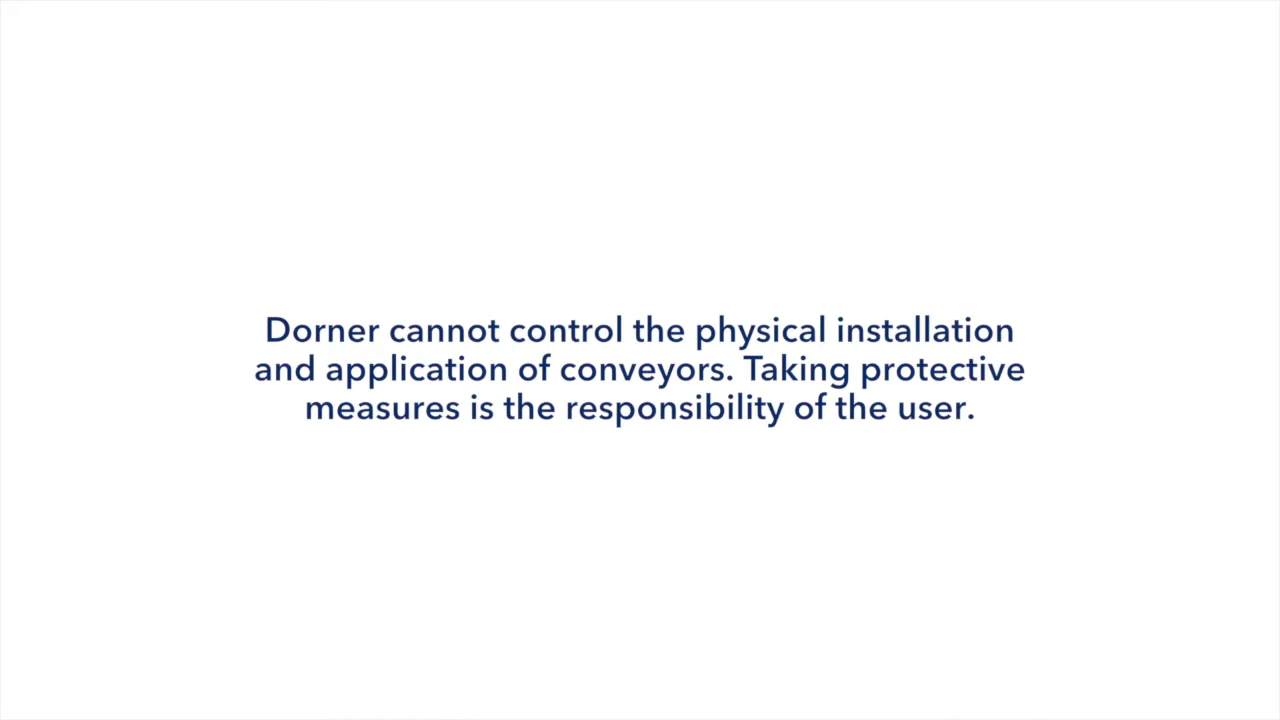 Dorner cannot control the physical installation
and application of conveyors. Taking protective
measures is the responsibility of the user.